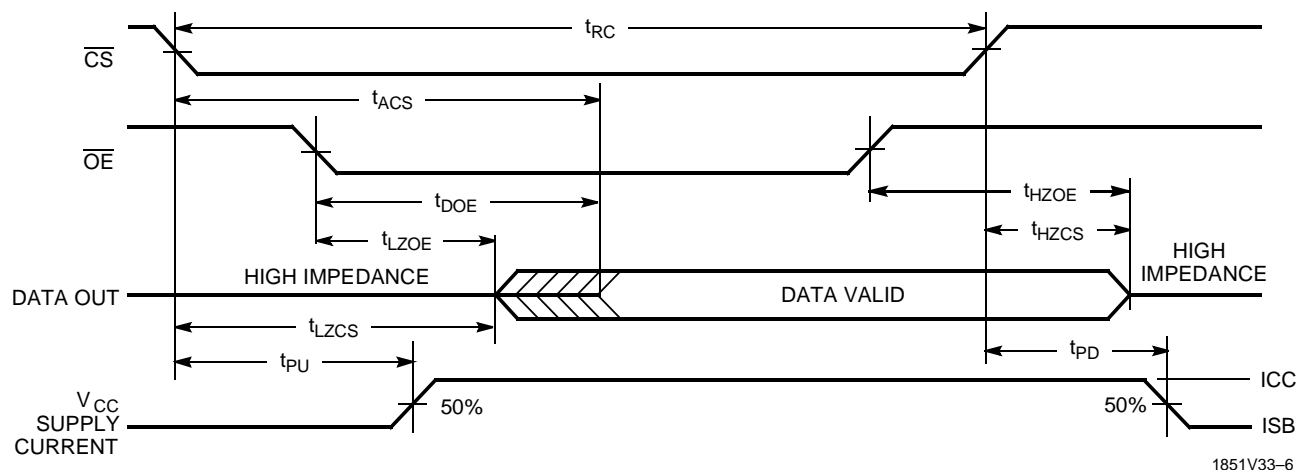 tRC
CS
tACS
OE
tDOE
tHZOE
tLZOE
tHZCS
HIGH IMPEDANCE
HIGH
IMPEDANCE
DATA OUT
DATA VALID
tLZCS
tPU
tPD
VCC
SUPPLY
CURRENT
50%
50%
ICC
ISB
1851V33–6